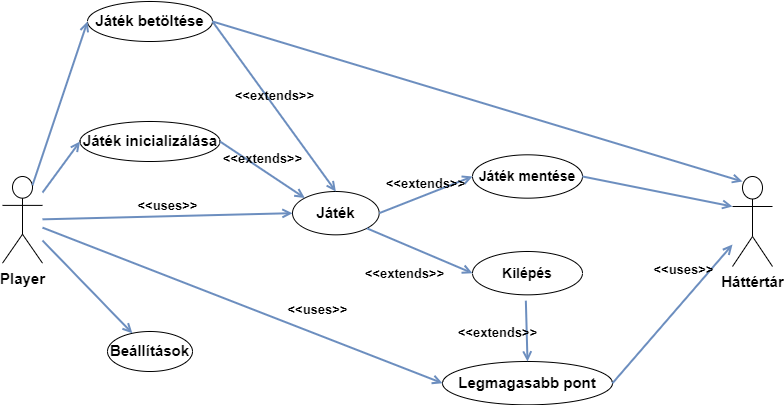 Játék betöltése
<<extends>>
Játék inicializálása
<<extends>>
Játék mentése
<<extends>>
<<uses>>
Játék
Player
<<extends>>
Kilépés
<<uses>>
Háttértár
<<uses>>
<<extends>>
Beállítások
Legmagasabb pont